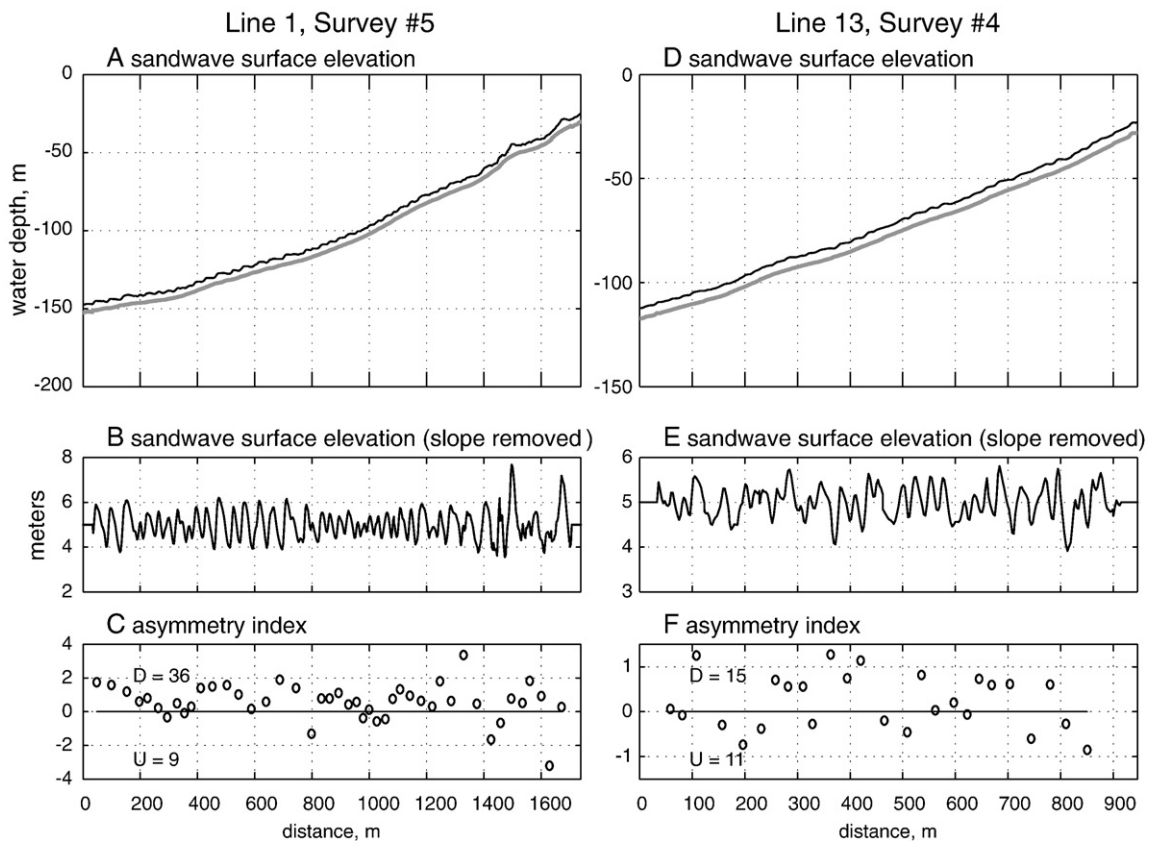 Line 1, Survey #5
A sandwave surface elevation
0
-50
-100
-150
-200
water depth, m
B sandwave surface elevation (slope removed)
8
6
4
2
meters
C asymmetry index
4
2
0
-2
-4
D = 36
U = 9
0 200 400 600 800 1000 1200 1400 1600
distance, m
Line 13, Survey #4
D sandwave surface elevation
0
-50
-100
-150
E sandwave surface elevation (slope removed)
6
5
4
3
F asymmetry index
1
0
-1
D = 15
U = 11
0 100 200 300 400 500 600 700 800 900
distance, m